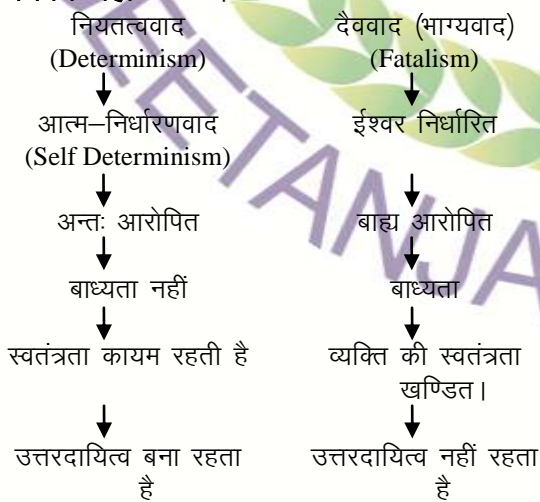 नियतत्ववाद
(Determinism)
आत्म–निर्धारणवाद
(Self Determinism)
अन्तः आरोपित
बाध्यता नहीं
स्वतंत्रता कायम रहती है
उत्तरदायित्व बना रहता
है
दैववाद (भाग्यवाद)
(Fatalism)
ईश्वर निर्धारित
बाह्य आरोपित
बाध्यता
व्यक्ति की स्वतंत्रता
खण्डित।
उत्तरदायित्व नहीं रहता
है
EETANJA